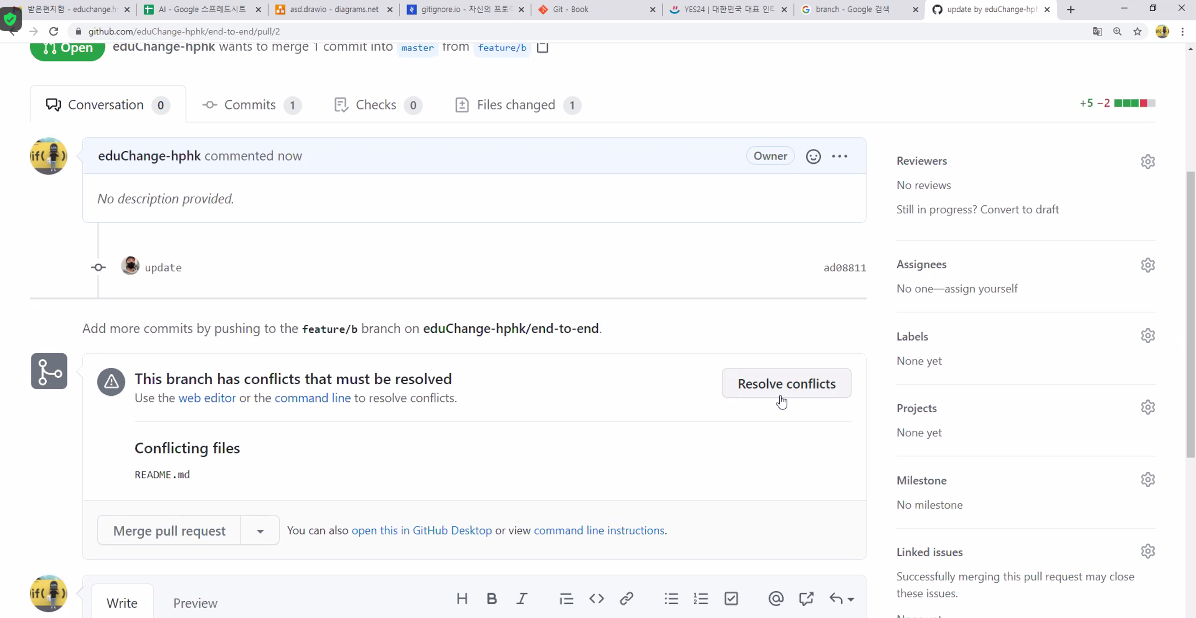 받은편지함 - educhange.h
AI - Google 스프레드시트
asd.drawio - diagrams.net
gitignore.io - 자신의 프로
Git - Book
YES24 | 대한민국 대표 인터
branch - Google 검색
update by eduChange-hp
github.com/eduChange-hphk/end-to-end/pull/2
Open
eduChange-hphk wants to merge 1 commit into master from feature/b
Conversation 0
Commits 1
Checks 0
Files changed 1
+5 −2
eduChange-hphk commented now
Owner
No description provided.
update
ad08811
Add more commits by pushing to the feature/b branch on eduChange-hphk/end-to-end.
This branch has conflicts that must be resolved
Use the web editor or the command line to resolve conflicts.
Resolve conflicts
Conflicting files
README.md
Merge pull request
You can also open this in GitHub Desktop or view command line instructions.
Write
Preview
Reviewers
No reviews
Still in progress? Convert to draft
Assignees
No one—assign yourself
Labels
None yet
Projects
None yet
Milestone
No milestone
Linked issues
Successfully merging this pull request may close
these issues.